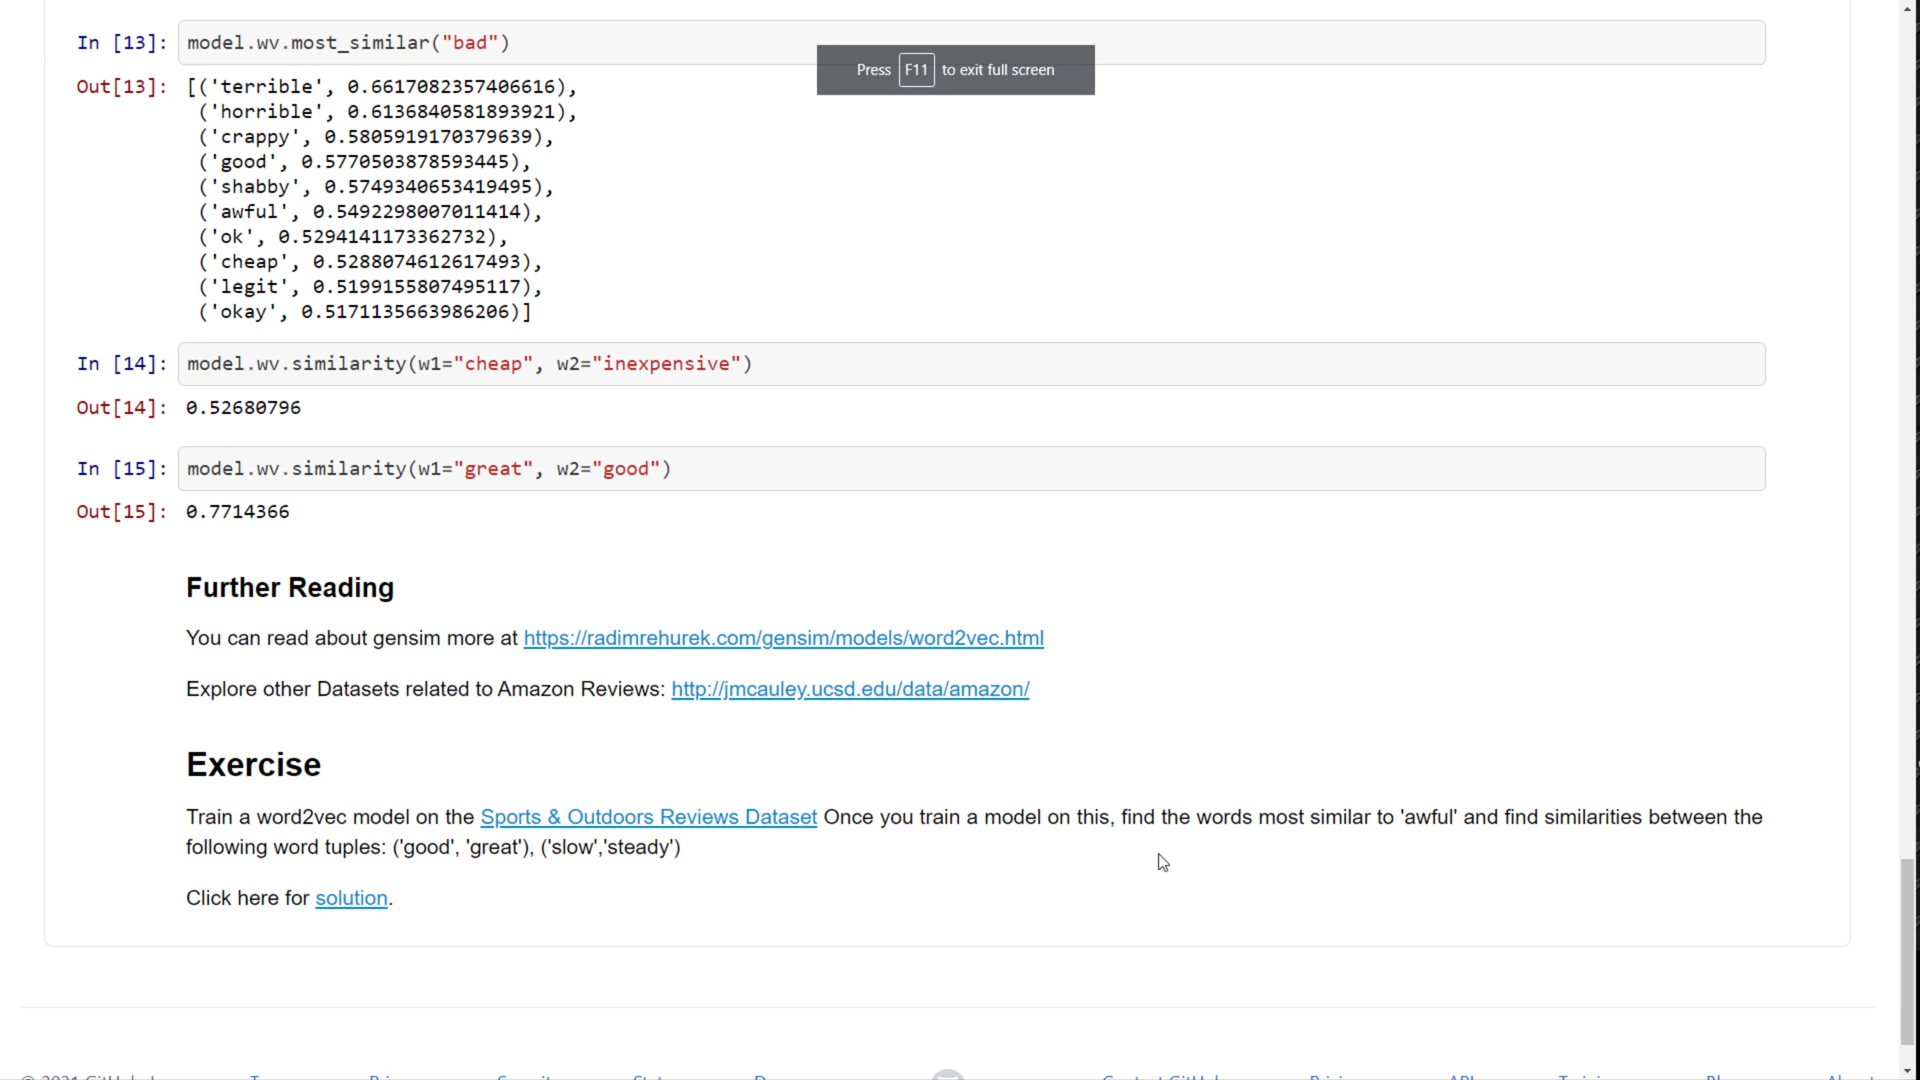 In [13]: model.wv.most_similar("bad")
Press F11 to exit full screen
Out[13]: [('terrible', 0.6617082357406616),
('horrible', 0.6136840581893921),
('crappy', 0.5805919170379639),
('good', 0.5770503878593445),
('shabby', 0.5749340653419495),
('awful', 0.5492298007011414),
('ok', 0.5294141173362732),
('cheap', 0.5288074612617493),
('legit', 0.5199155807495117),
('okay', 0.5171135663986206)]
In [14]: model.wv.similarity(w1="cheap", w2="inexpensive")
Out[14]: 0.52680796
In [15]: model.wv.similarity(w1="great", w2="good")
Out[15]: 0.7714366
Further Reading
You can read about gensim more at https://radimrehurek.com/gensim/models/word2vec.html
Explore other Datasets related to Amazon Reviews: http://jmcauley.ucsd.edu/data/amazon/
Exercise
Train a word2vec model on the Sports & Outdoors Reviews Dataset Once you train a model on this, find the words most similar to 'awful' and find similarities between the
following word tuples: ('good', 'great'), ('slow','steady')
Click here for solution.